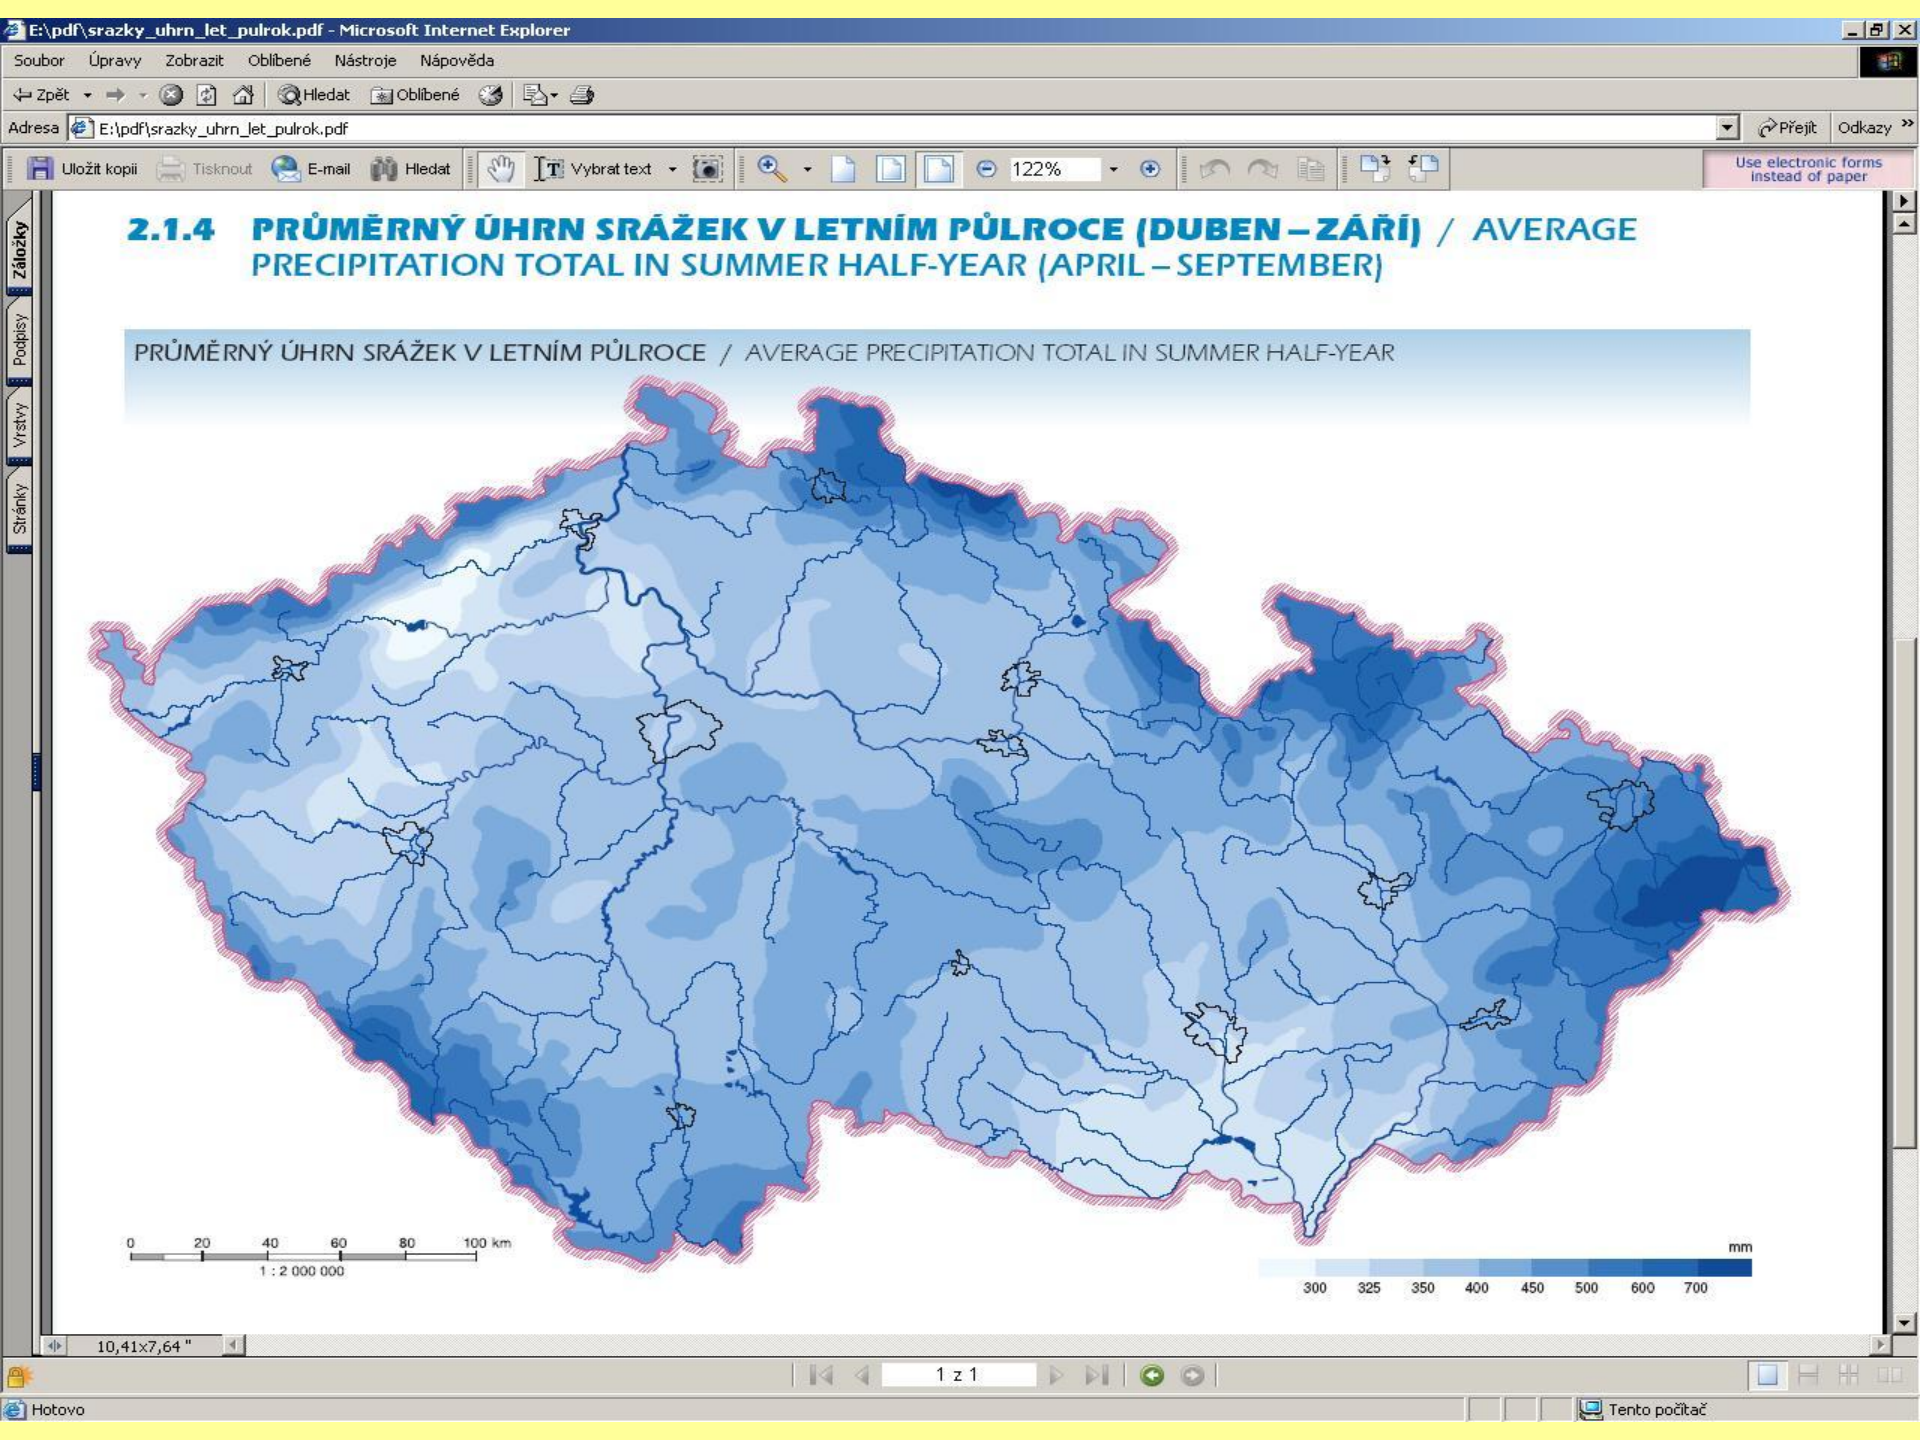 E:\pdf\srazky_uhrn_let_pulrok.pdf - Microsoft Internet Explorer
Soubor Úpravy Zobrazit Oblíbené Nástroje Nápověda
Zpět Hledat Oblíbené
Adresa E:\pdf\srazky_uhrn_let_pulrok.pdf Přejít Odkazy »
Uložit kopii Tisknout E-mail Hledat Vybrat text 122% Use electronic forms
instead of paper
Záložky
Podpisy
Vrstvy
Stránky
2.1.4 PRŮMĚRNÝ ÚHRN SRÁŽEK V LETNÍM PŮLROCE (DUBEN – ZÁŘÍ) / AVERAGE
PRECIPITATION TOTAL IN SUMMER HALF-YEAR (APRIL – SEPTEMBER)
PRŮMĚRNÝ ÚHRN SRÁŽEK V LETNÍM PŮLROCE / AVERAGE PRECIPITATION TOTAL IN SUMMER HALF-YEAR
0 20 40 60 80 100 km
1 : 2 000 000
mm
300 325 350 400 450 500 600 700
10,41x7,64 "
1 z 1
Hotovo Tento počítač